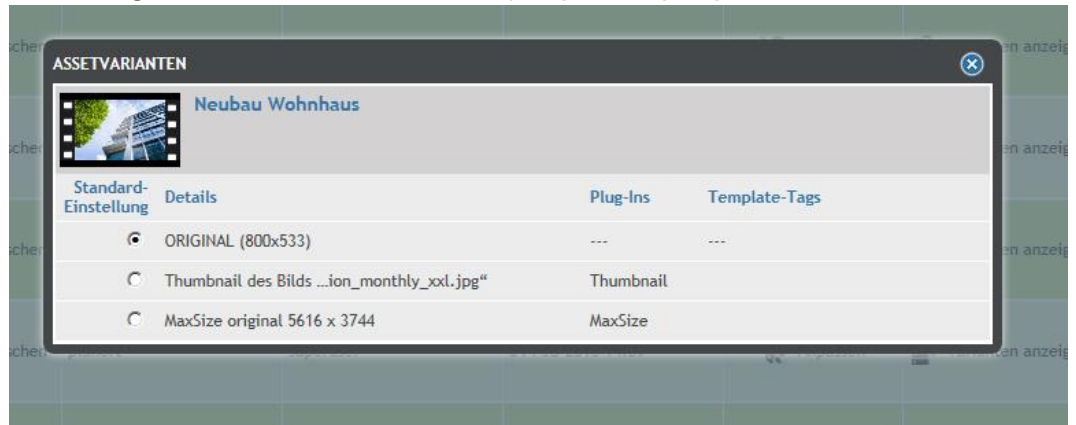 ASSETVARIANTEN
Neubau Wohnhaus
Standard-
Einstellung
Details
Plug-Ins
Template-Tags
ORIGINAL (800x533)
---
---
Thumbnail des Bilds ...ion_monthly_xxl.jpg“
Thumbnail
MaxSize original 5616 x 3744
MaxSize